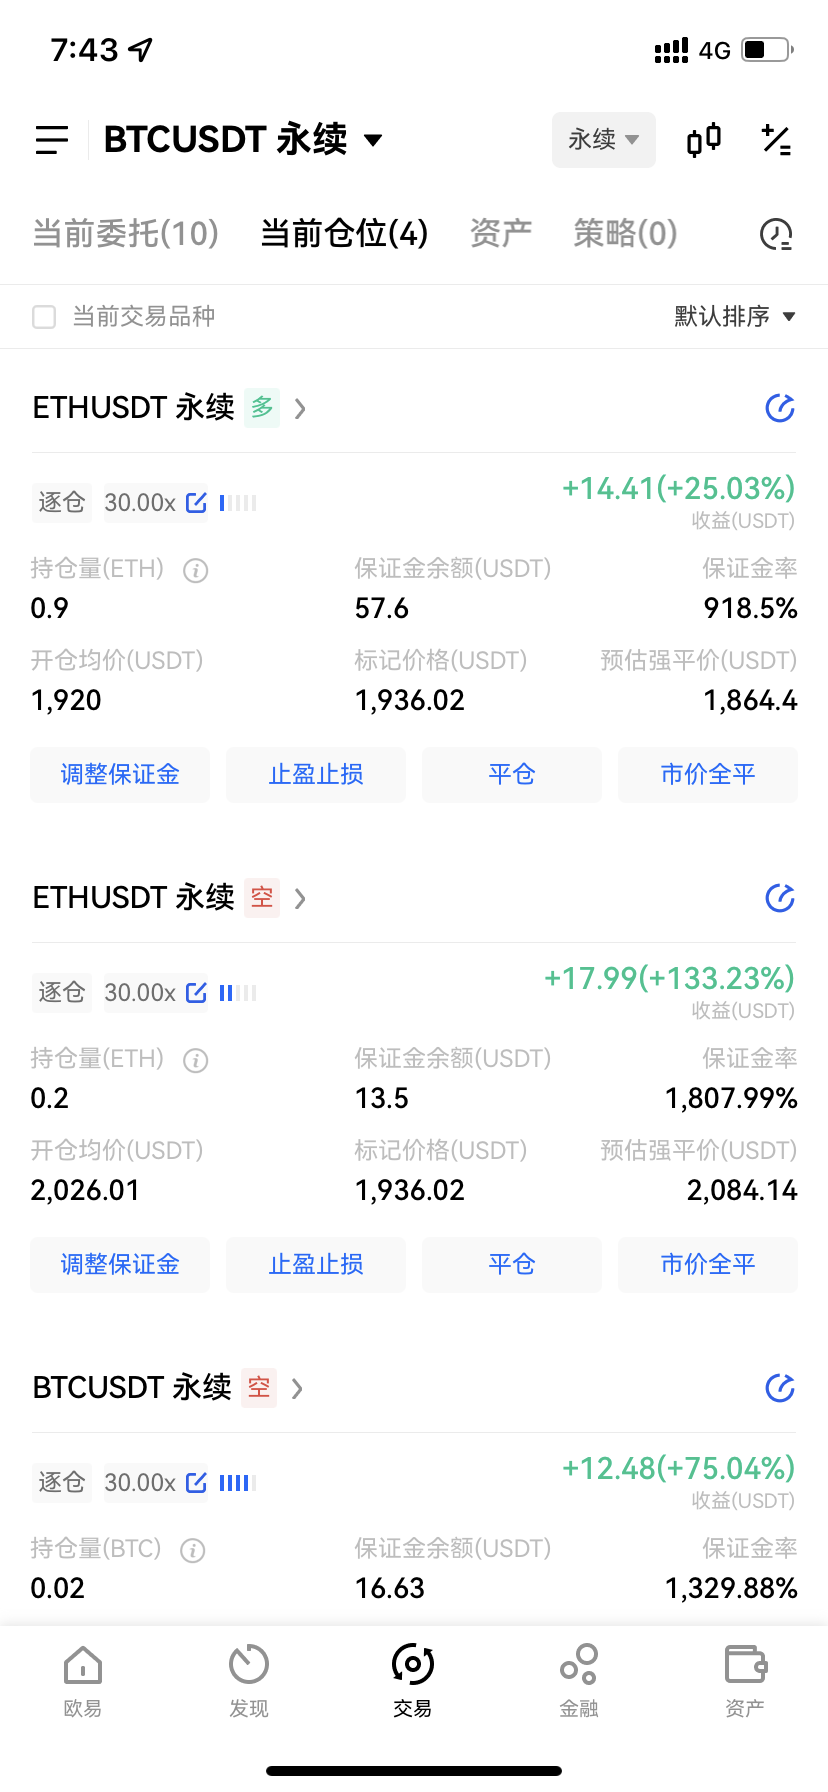 7:43 4G
BTCUSDT 永续 永续
当前委托(10) 当前仓位(4) 资产 策略(0)
当前交易品种 默认排序
ETHUSDT 永续 多
逐仓 30.00x +14.41(+25.03%)
收益(USDT)
持仓量(ETH) 保证金余额(USDT) 保证金率
0.9 57.6 918.5%
开仓均价(USDT) 标记价格(USDT) 预估强平价(USDT)
1,920 1,936.02 1,864.4
调整保证金 止盈止损 平仓 市价全平
ETHUSDT 永续 空
逐仓 30.00x +17.99(+133.23%)
收益(USDT)
持仓量(ETH) 保证金余额(USDT) 保证金率
0.2 13.5 1,807.99%
开仓均价(USDT) 标记价格(USDT) 预估强平价(USDT)
2,026.01 1,936.02 2,084.14
调整保证金 止盈止损 平仓 市价全平
BTCUSDT 永续 空
逐仓 30.00x +12.48(+75.04%)
收益(USDT)
持仓量(BTC) 保证金余额(USDT) 保证金率
0.02 16.63 1,329.88%
欧易 发现 交易 金融 资产